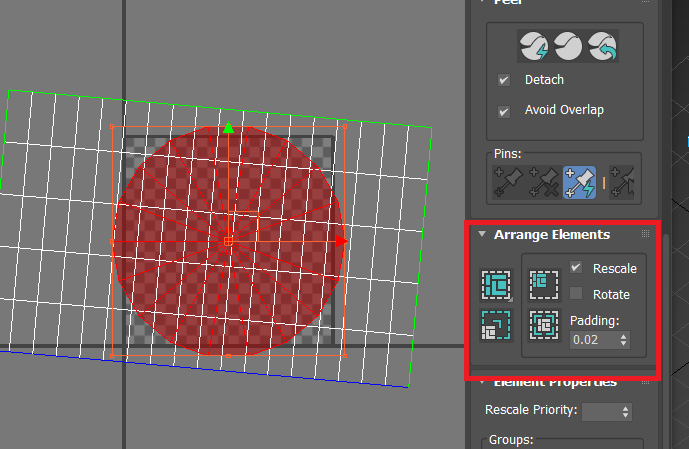 Peel
Detach
Avoid Overlap
Pins:
Arrange Elements
Rescale
Rotate
Padding:
0.02
Element Properties
Rescale Priority:
Groups: